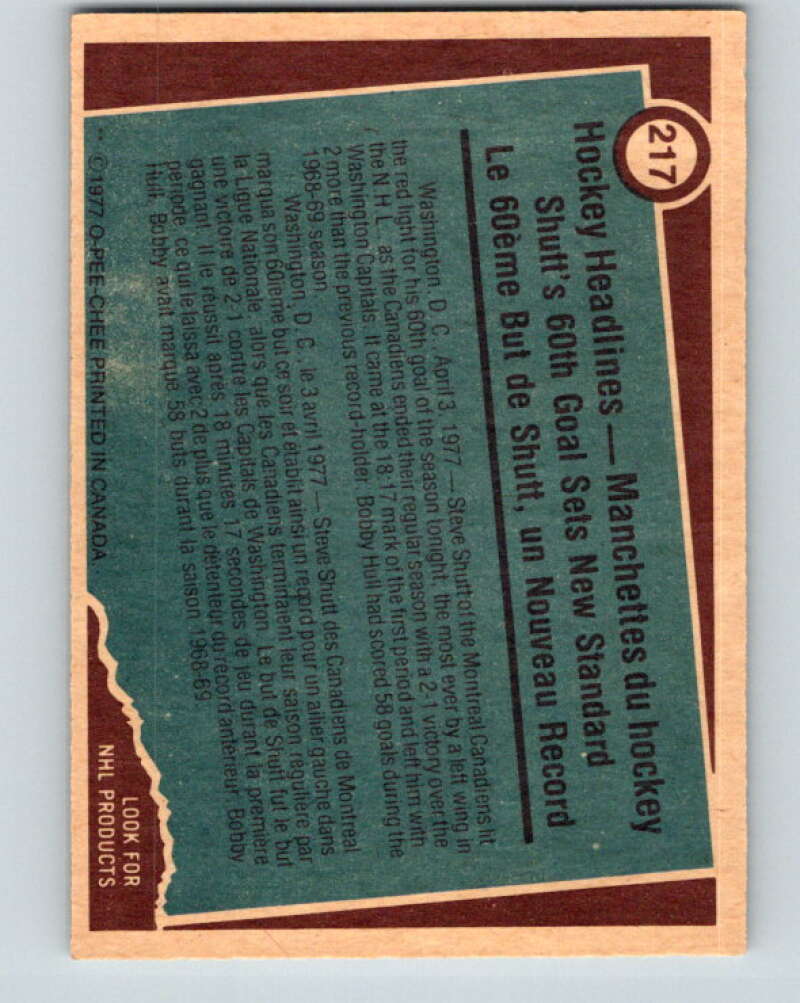 217
Hockey Headlines — Manchettes du hockey
Shutt's 60th Goal Sets New Standard
Le 60ème But de Shutt, un Nouveau Record
Washington, D. C., April 3, 1977 — Steve Shutt of the Montreal Canadiens hit
the red light for his 60th goal of the season tonight, the most ever by a left wing in
the N.H.L., as the Canadiens ended their regular season with a 2-1 victory over the
Washington Capitals. It came at the 18:17 mark of the first period and left him with
2 more than the previous record-holder. Bobby Hull had scored 58 goals during the
1968-69 season.
Washington, D. C., le 3 avril 1977 — Steve Shutt des Canadiens de Montreal
marqua son 60ieme but ce soir et établit ainsi un record pour un ailier gauche dans
la Ligue Nationale, alors que les Canadiens terminaient leur saison régulière par
une victoire de 2-1 contre les Capitals de Washington. Le but de Shutt fut le but
gagnant. Il le réussit après 18 minutes 17 secondes de jeu durant la première
période, ce qui le laissa avec 2 de plus que le détenteur du record antérieur, Bobby
Hull. Bobby avait marqué 58 buts durant la saison 1968-69.
** ©1977 O-PEE-CHEE PRINTED IN CANADA
LOOK FOR
NHL PRODUCTS